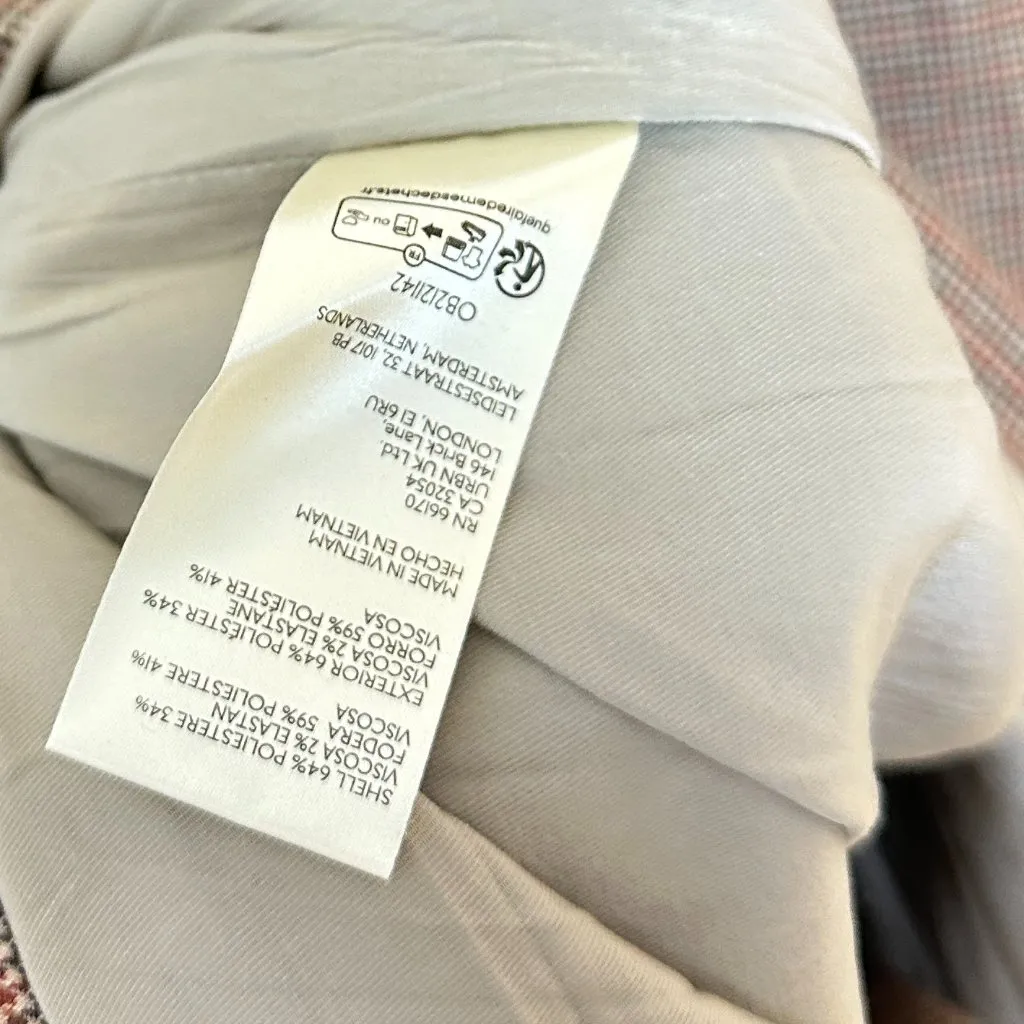 SHELL 64% POLIESTERE 34%
VISCOSA 2% ELASTAN
FODERA 59% POLIESTERE 41%
VISCOSA
EXTERIOR 64% POLIÉSTER 34%
VISCOSA 2% ELASTANE
FORRO 59% POLIÉSTER 41%
VISCOSA
MADE IN VIETNAM
HECHO EN VIETNAM
RN 66170
CA 32054
URBN UK Ltd.
146 Brick Lane,
LONDON, E1 6RU
LEIDSESTRAAT 32, 1017 PB
AMSTERDAM, NETHERLANDS
OB2121142
FR
OU
quefairedemesdechets.fr